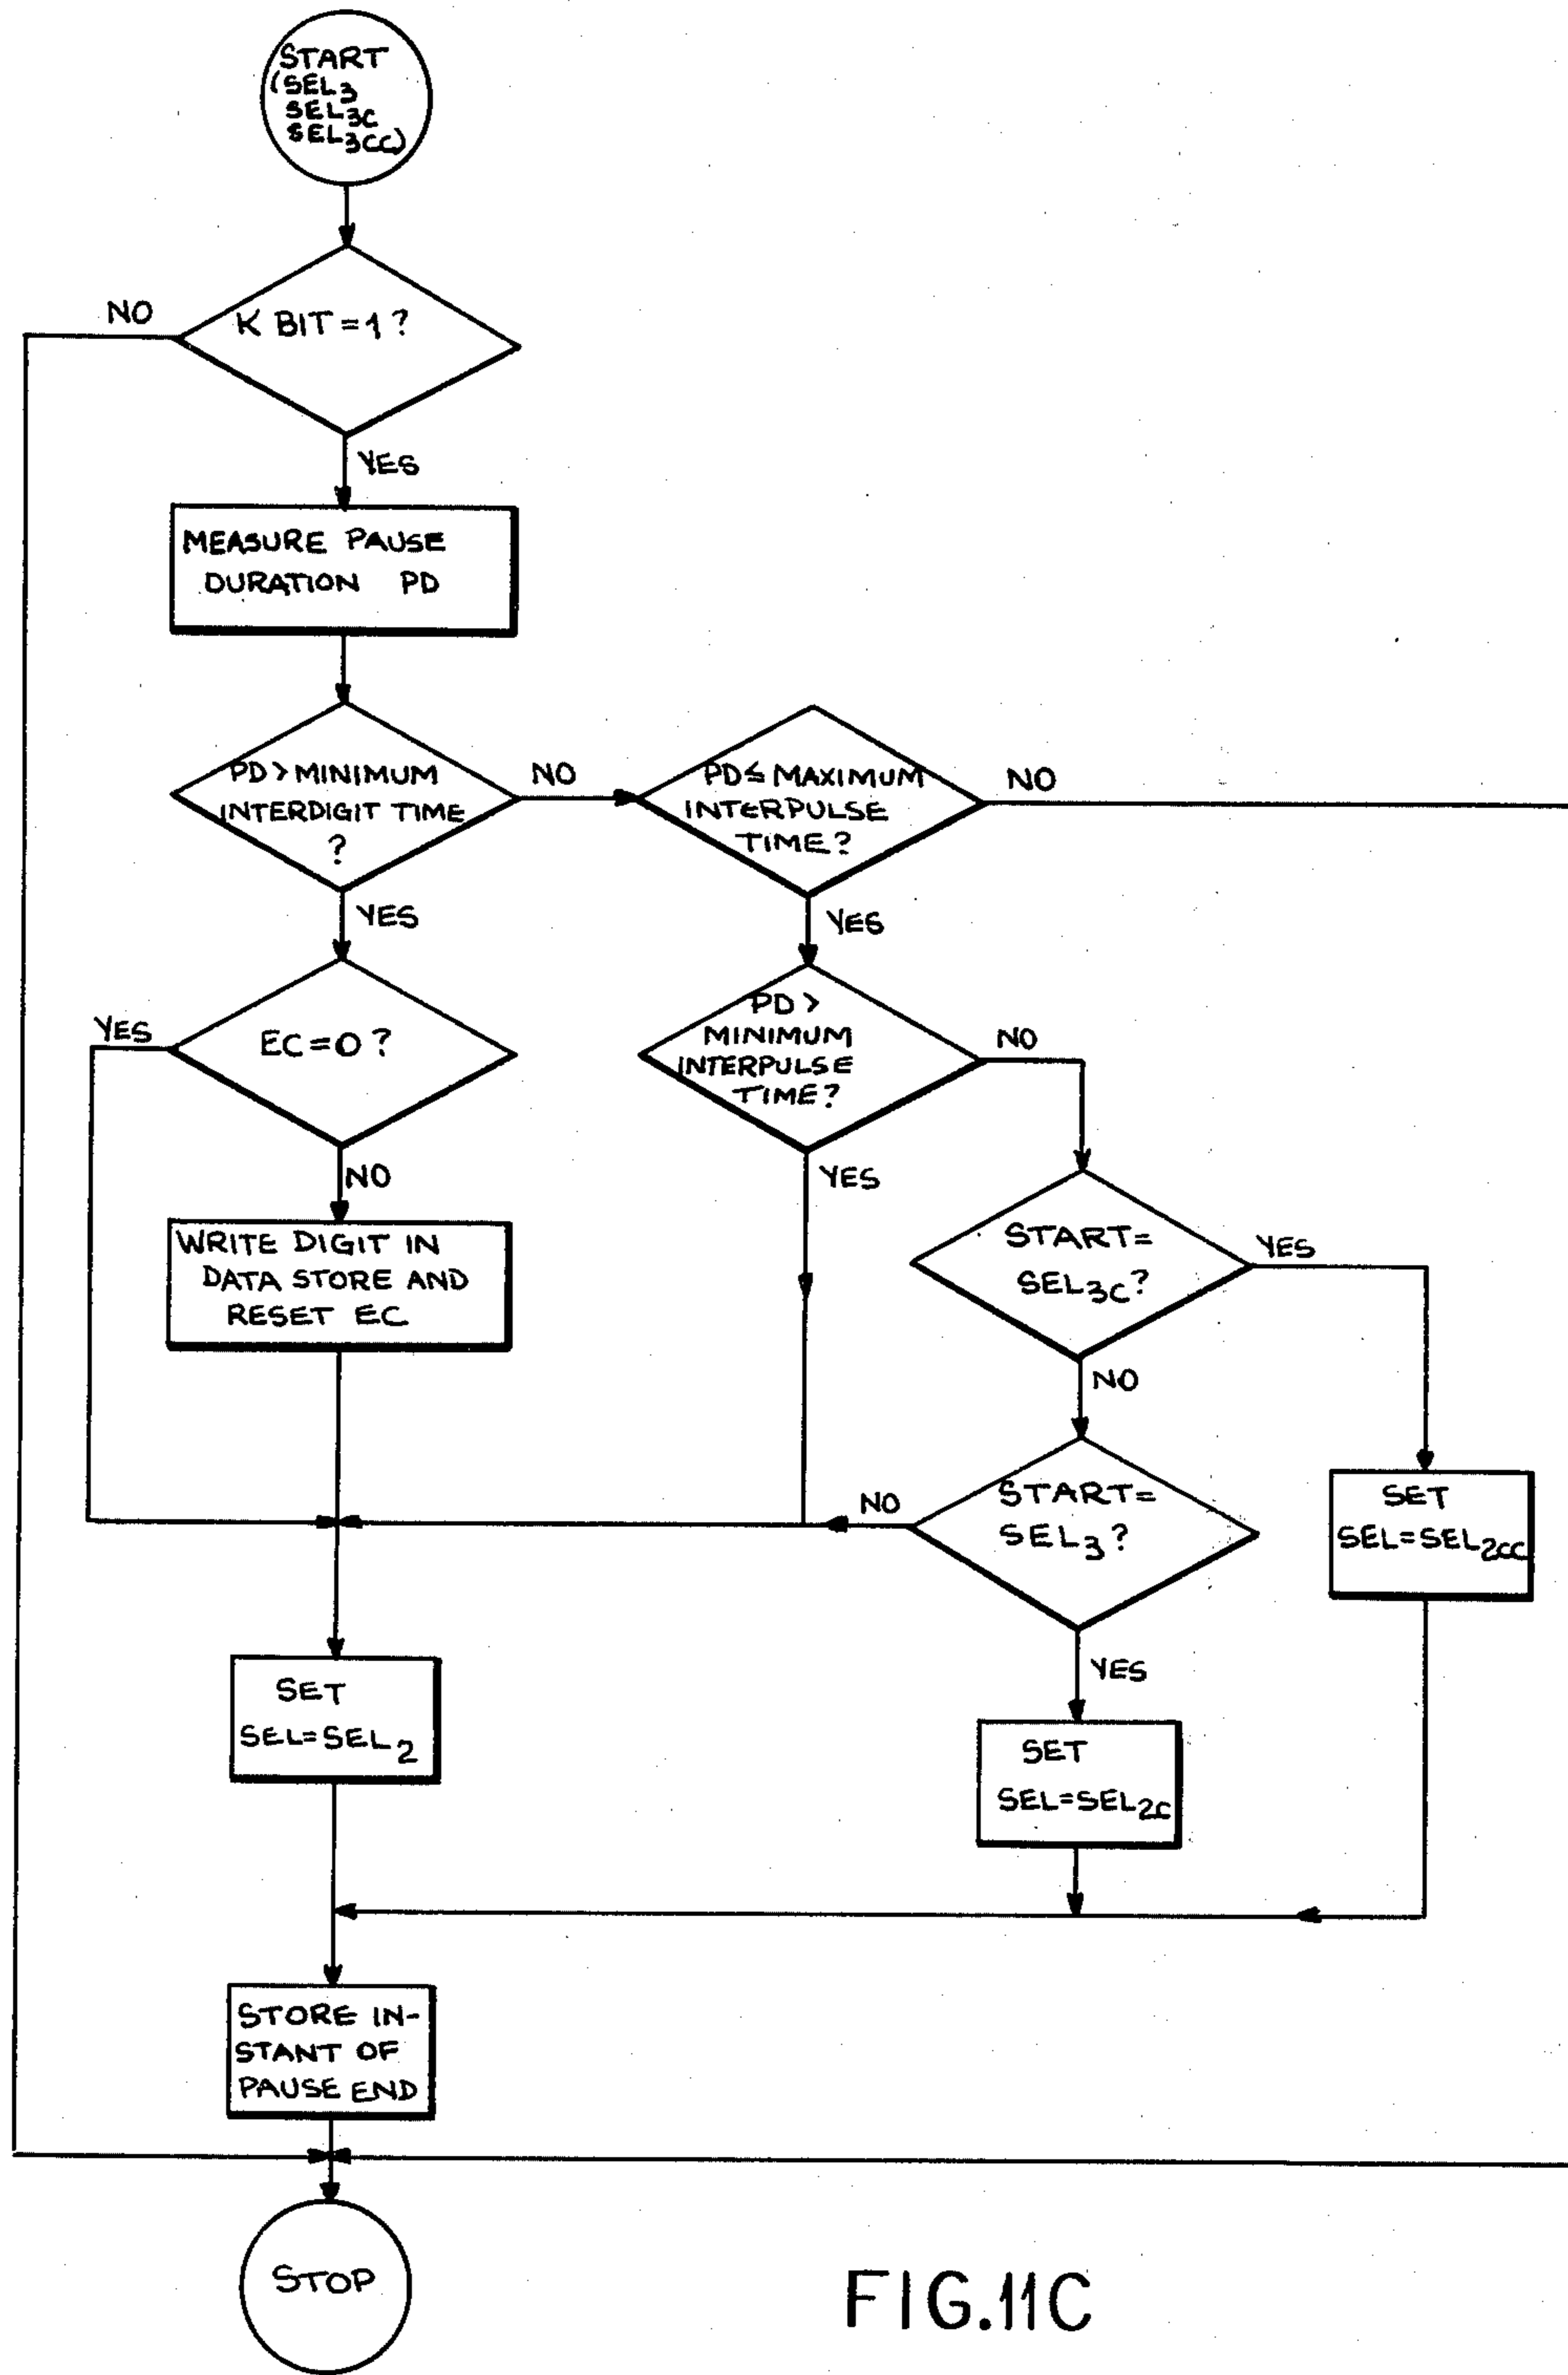 START
(SEL3
SEL3C
SEL3CC)
NO
K BIT=1?
YES
MEASURE PAUSE
DURATION PD
PD>MINIMUM
INTERDIGIT TIME
?
NO
PD≤MAXIMUM
INTERPULSE
TIME?
NO
YES
YES
YES
EC=0?
PD>
MINIMUM
INTERPULSE
TIME?
NO
NO
YES
WRITE DIGIT IN
DATA STORE AND
RESET EC
START=
SEL3C?
YES
NO
NO
START=
SEL3?
SET
SEL=SEL2CC
SET
SEL=SEL2
YES
SET
SEL=SEL2C
STORE IN-
STANT OF
PAUSE END
STOP
FIG.11C